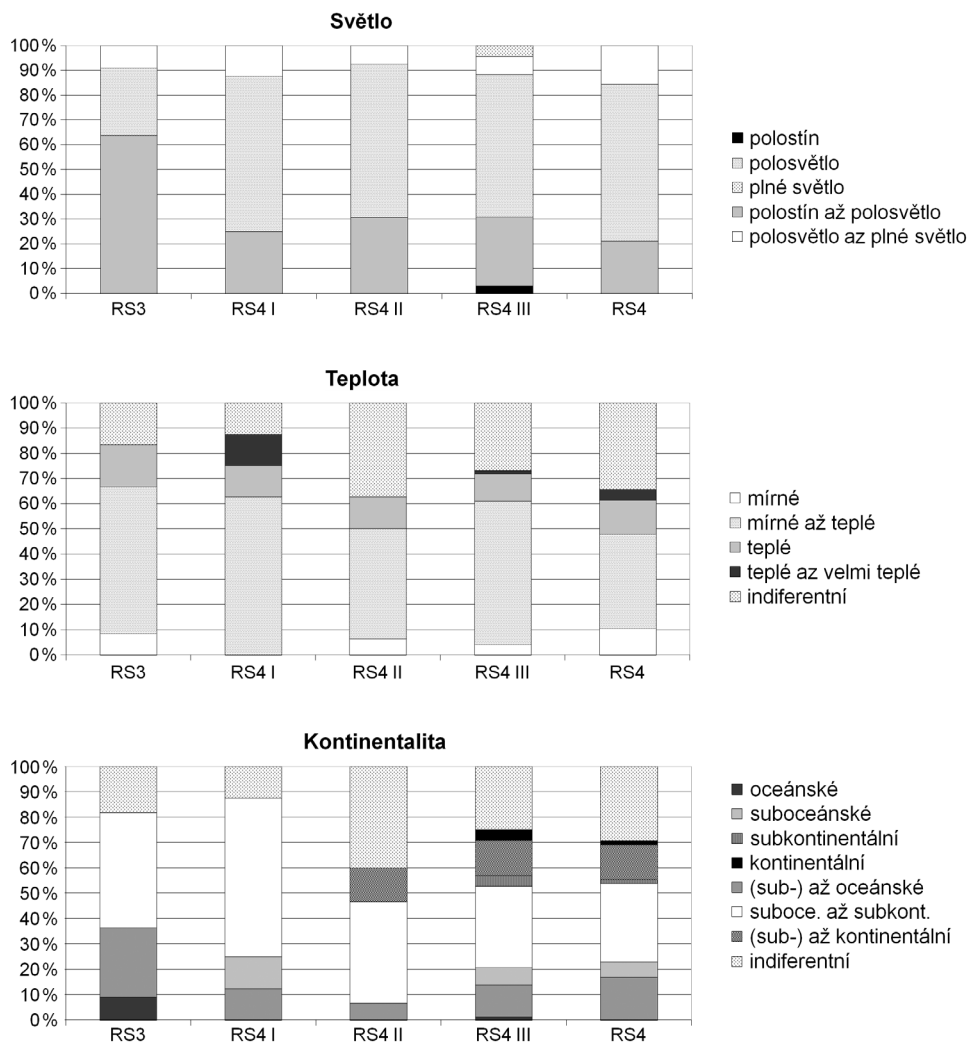 Světlo
100 %
90 %
80 %
70 %
60 %
50 %
40 %
30 %
20 %
10 %
0 %
RS3 RS4 I RS4 II RS4 III RS4
polostín
polosvětlo
plné světlo
polostín až polosvětlo
polosvětlo az plné světlo
Teplota
100 %
90 %
80 %
70 %
60 %
50 %
40 %
30 %
20 %
10 %
0 %
RS3 RS4 I RS4 II RS4 III RS4
mírné
mírné až teplé
teplé
teplé az velmi teplé
indiferentní
Kontinentalita
100 %
90 %
80 %
70 %
60 %
50 %
40 %
30 %
20 %
10 %
0 %
RS3 RS4 I RS4 II RS4 III RS4
oceánské
suboceánské
subkontinentální
kontinentální
(sub-) až oceánské
suboce. až subkont.
(sub-) až kontinentální
indiferentní